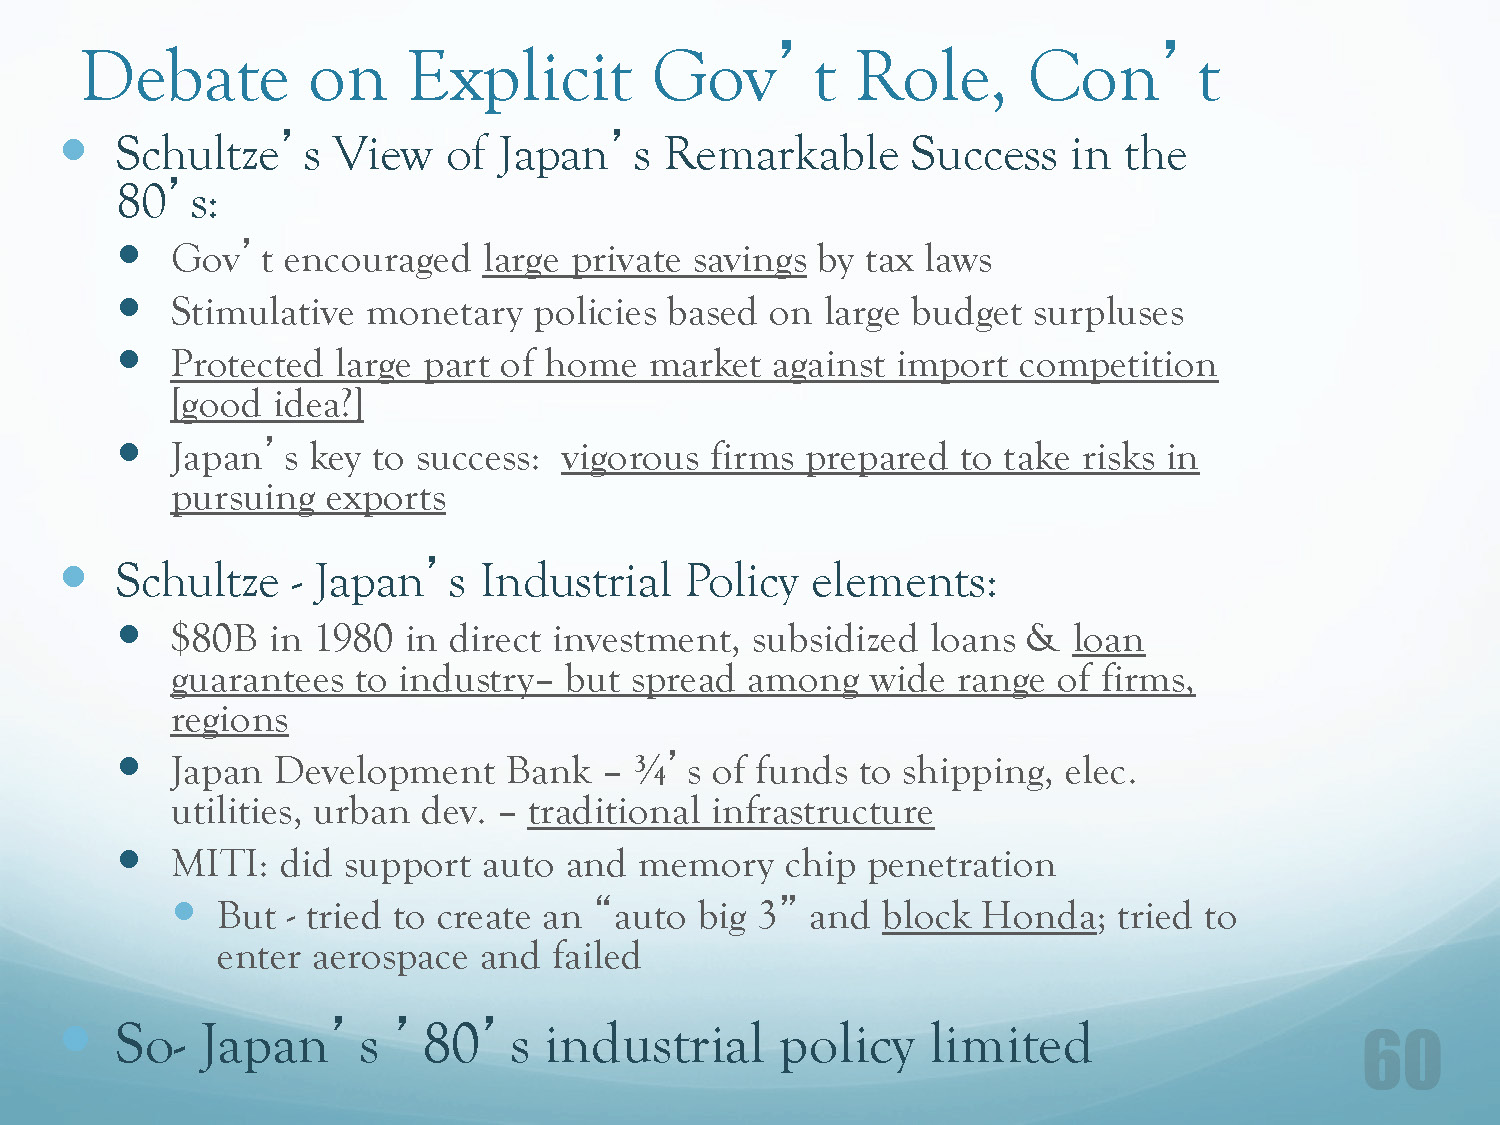 Debate on Explicit Gov’t Role, Con’t
• Schultze’s View of Japan’s Remarkable Success in the
80’s:
• Gov’t encouraged large private savings by tax laws
• Stimulative monetary policies based on large budget surpluses
• Protected large part of home market against import competition
[good idea?]
• Japan’s key to success: vigorous firms prepared to take risks in
pursuing exports
• Schultze - Japan’s Industrial Policy elements:
• $80B in 1980 in direct investment, subsidized loans & loan
guarantees to industry– but spread among wide range of firms,
regions
• Japan Development Bank – ¾’s of funds to shipping, elec.
utilities, urban dev. – traditional infrastructure
• MITI: did support auto and memory chip penetration
• But - tried to create an “auto big 3” and block Honda; tried to
enter aerospace and failed
• So- Japan’s ’80’s industrial policy limited
60